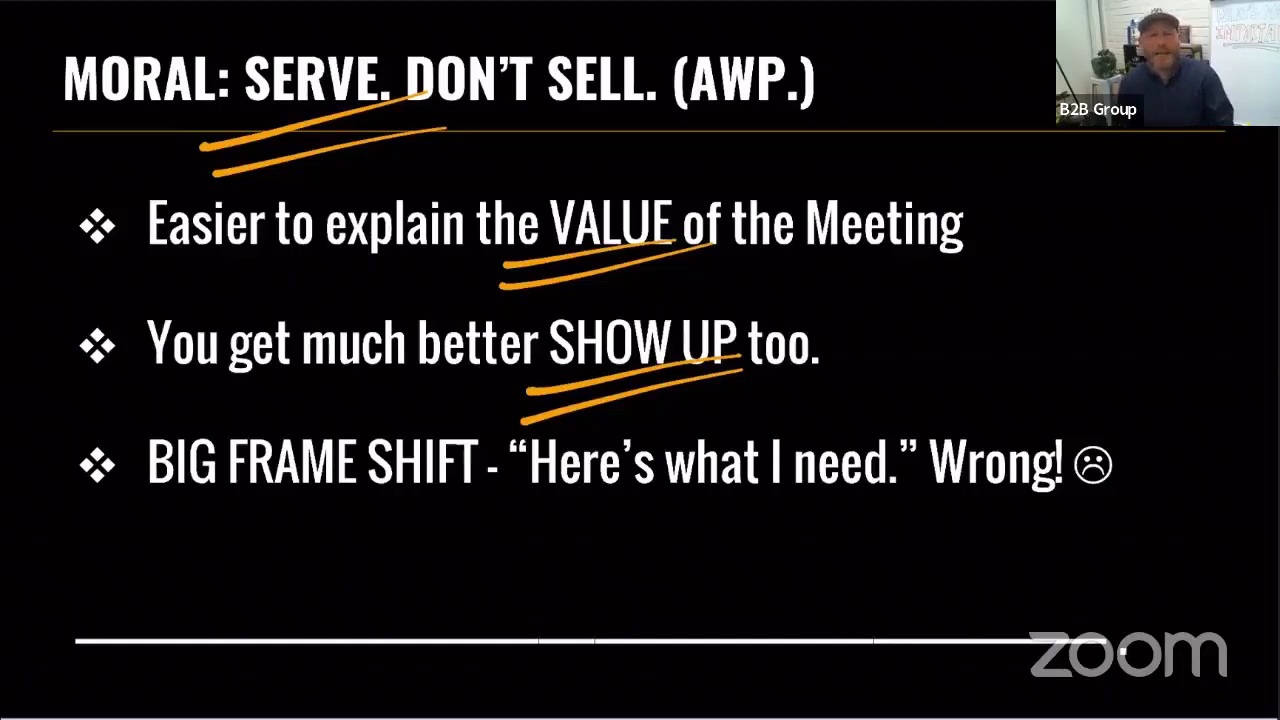 MORAL: SERVE. DON'T SELL. (AWP.)
B2B Group
❖ Easier to explain the VALUE of the Meeting
❖ You get much better SHOW UP too.
❖ BIG FRAME SHIFT - “Here’s what I need.” Wrong! ☹
zoom